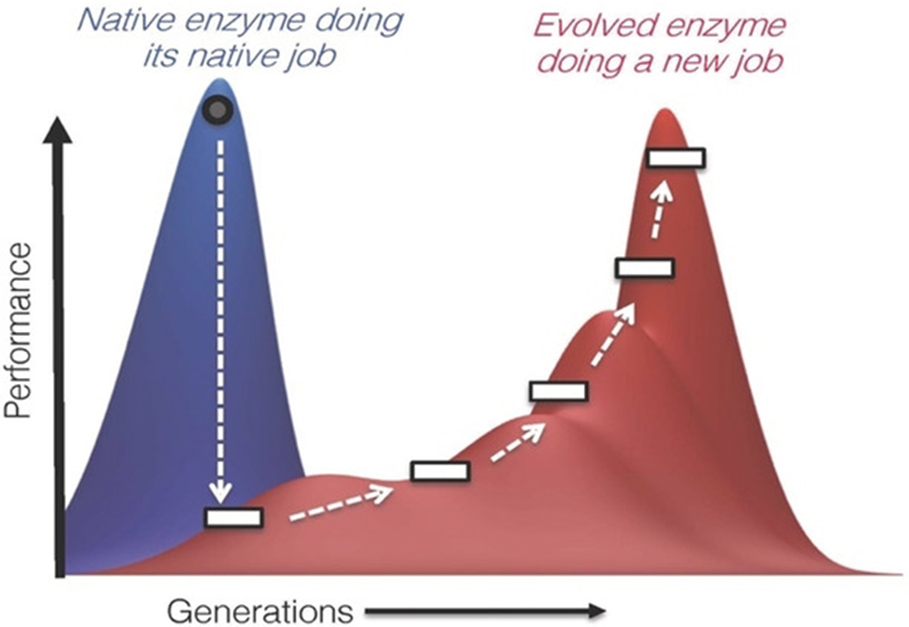 Native enzyme doing
its native job
Evolved enzyme
doing a new job
Performance
Generations